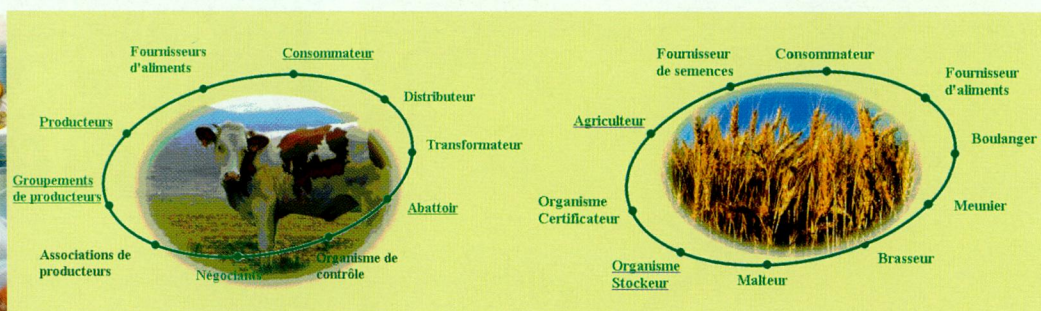 Fournisseurs
d'aliments
Consommateur
Distributeur
Producteurs
Transformateur
Groupements
de producteurs
Abattoir
Associations de
producteurs
Négociants
Organisme de
contrôle
Fournisseur
de semences
Consommateur
Fournisseur
d'aliments
Agriculteur
Boulanger
Organisme
Certificateur
Meunier
Organisme
Stockeur
Brasseur
Malteur